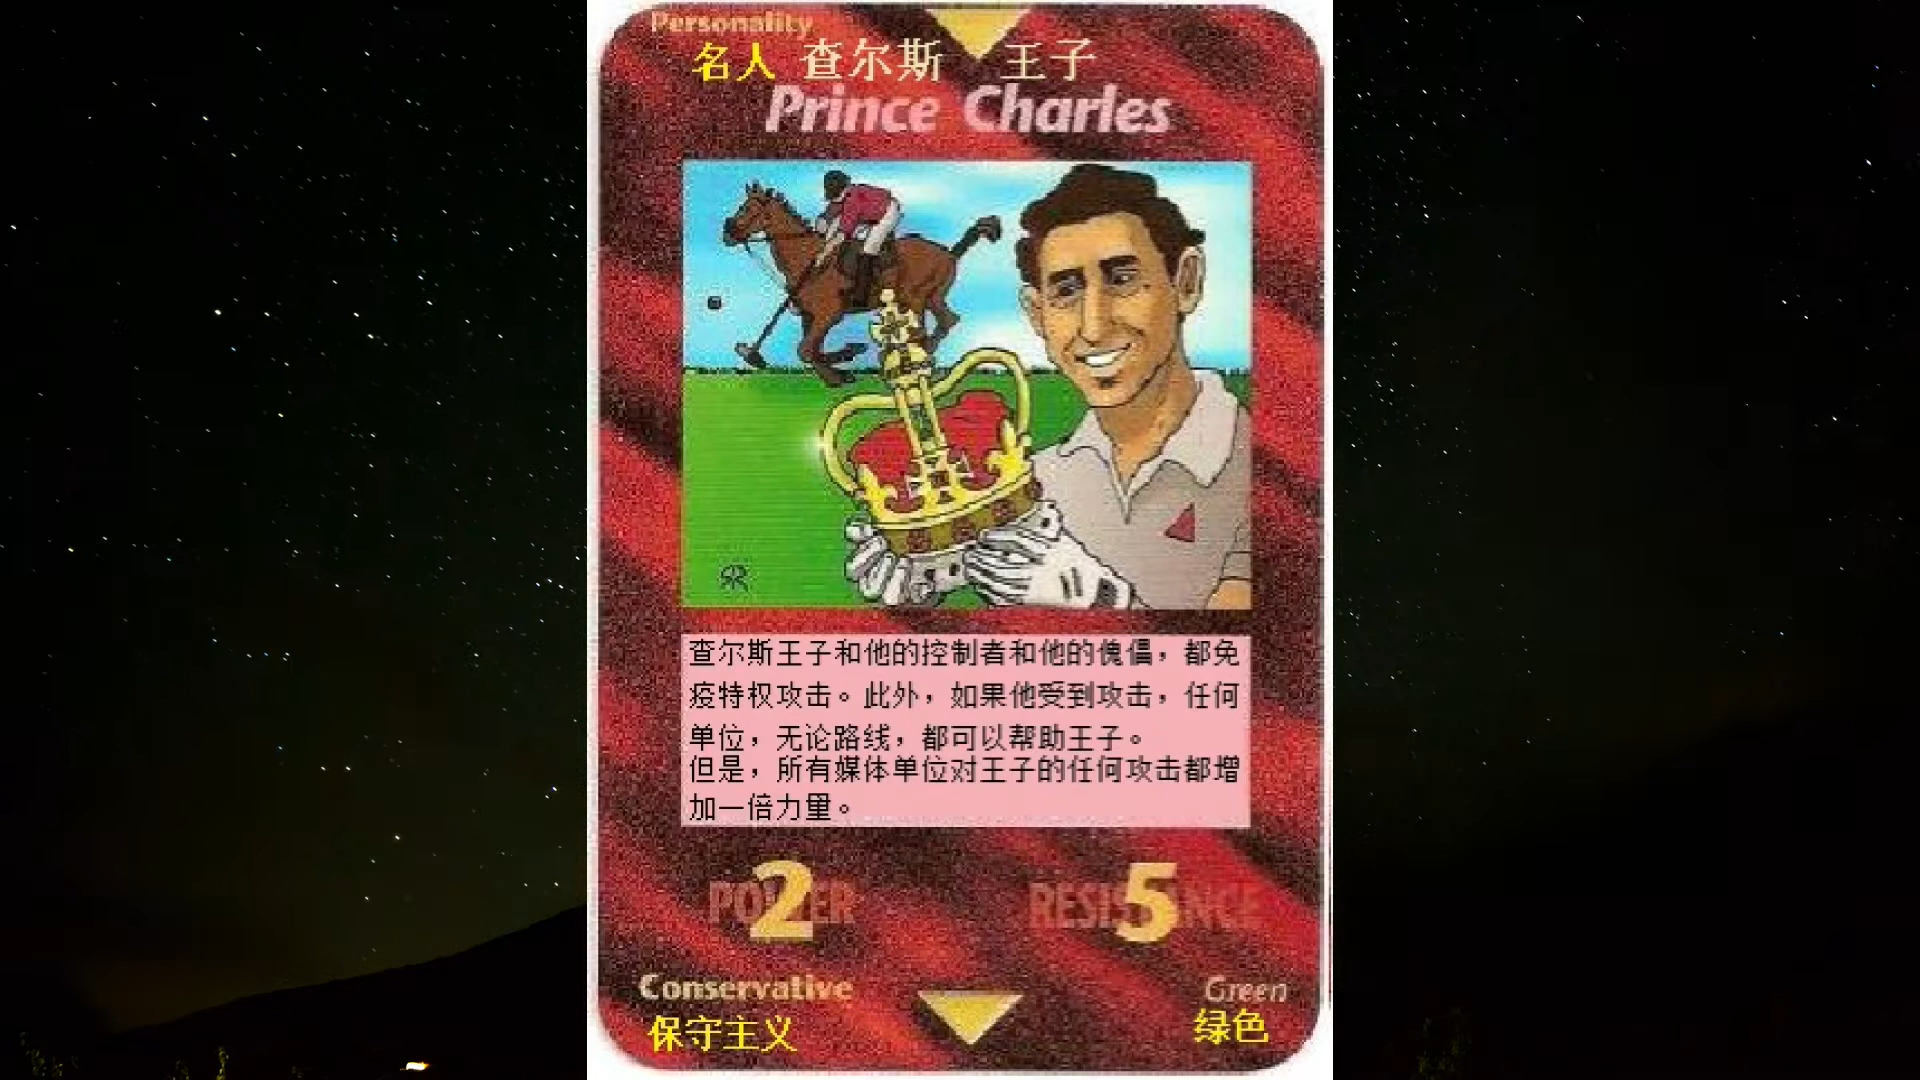 Personality
名人 查尔斯 王子
Prince Charles
RR
查尔斯王子和他的控制者和他的傀儡，都免
疫特权攻击。此外，如果他受到攻击，任何
单位，无论路线，都可以帮助王子。
但是，所有媒体单位对王子的任何攻击都增
加一倍力量。
POWER 2 RESISTANCE 5
Conservative Green
保守主义 绿色